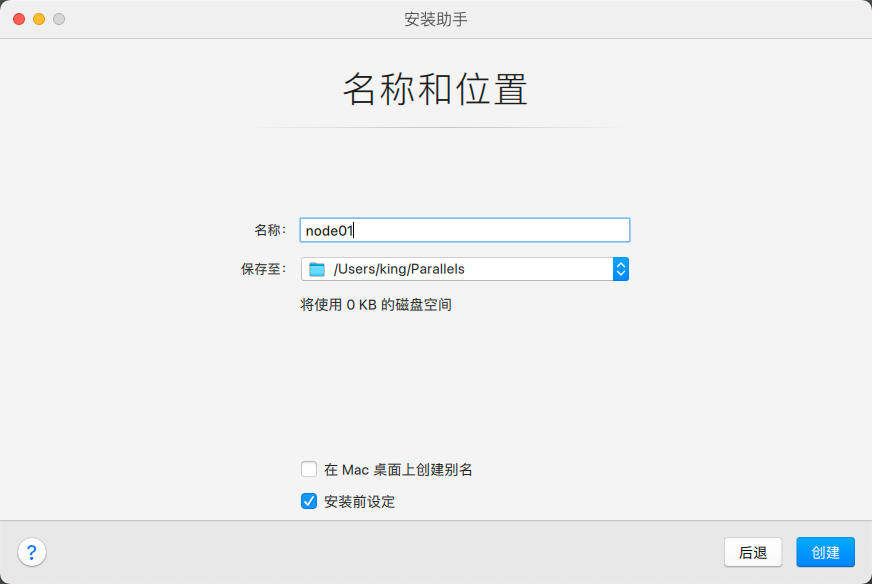 安装助手
名称和位置
名称: node01
保存至: /Users/king/Parallels
将使用 0 KB 的磁盘空间
在 Mac 桌面上创建别名
安装前设定
? 后退 创建